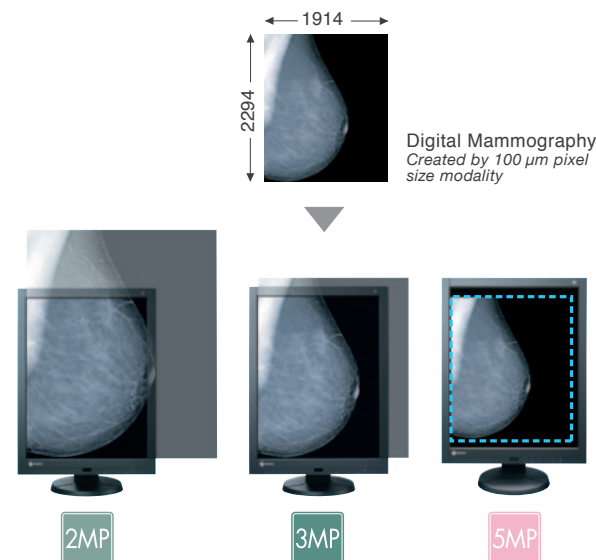 1914
2294
Digital Mammography
Created by 100 µm pixel
size modality
2MP
3MP
5MP